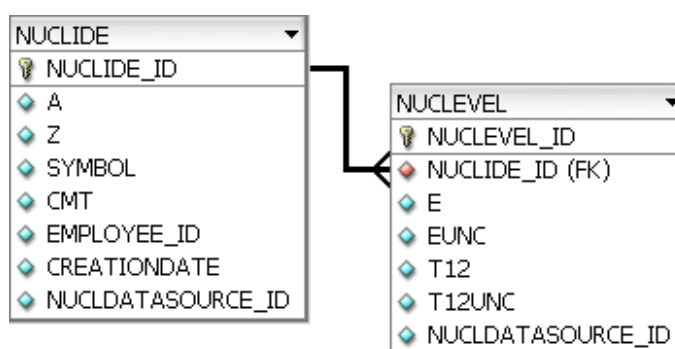 NUCLIDE
NUCLIDE_ID
A
Z
SYMBOL
CMT
EMPLOYEE_ID
CREATIONDATE
NUCLDATASOURCE_ID
NUCLEVEL
NUCLEVEL_ID
NUCLIDE_ID (FK)
E
EUNC
T12
T12UNC
NUCLDATASOURCE_ID